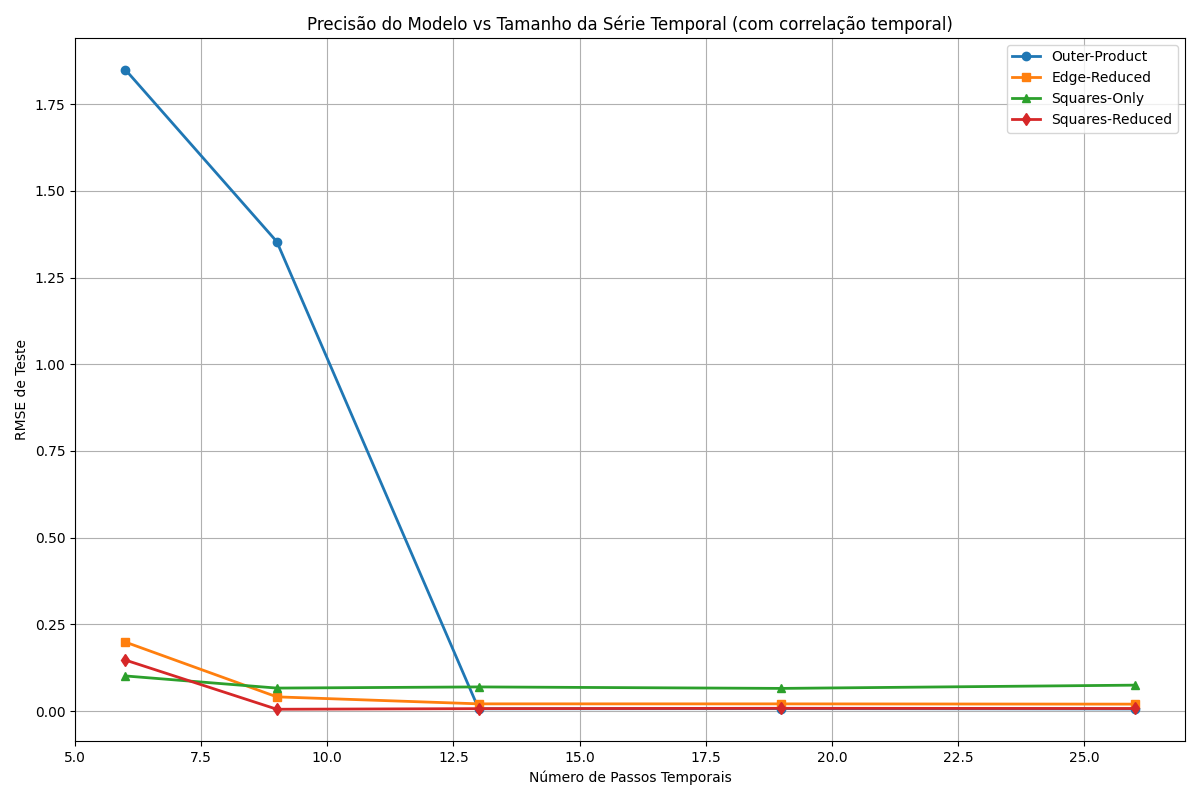 Precisão do Modelo vs Tamanho da Série Temporal (com correlação temporal)
Outer-Product
Edge-Reduced
Squares-Only
Squares-Reduced
RMSE de Teste
1.75
1.50
1.25
1.00
0.75
0.50
0.25
0.00
5.0 7.5 10.0 12.5 15.0 17.5 20.0 22.5 25.0
Número de Passos Temporais